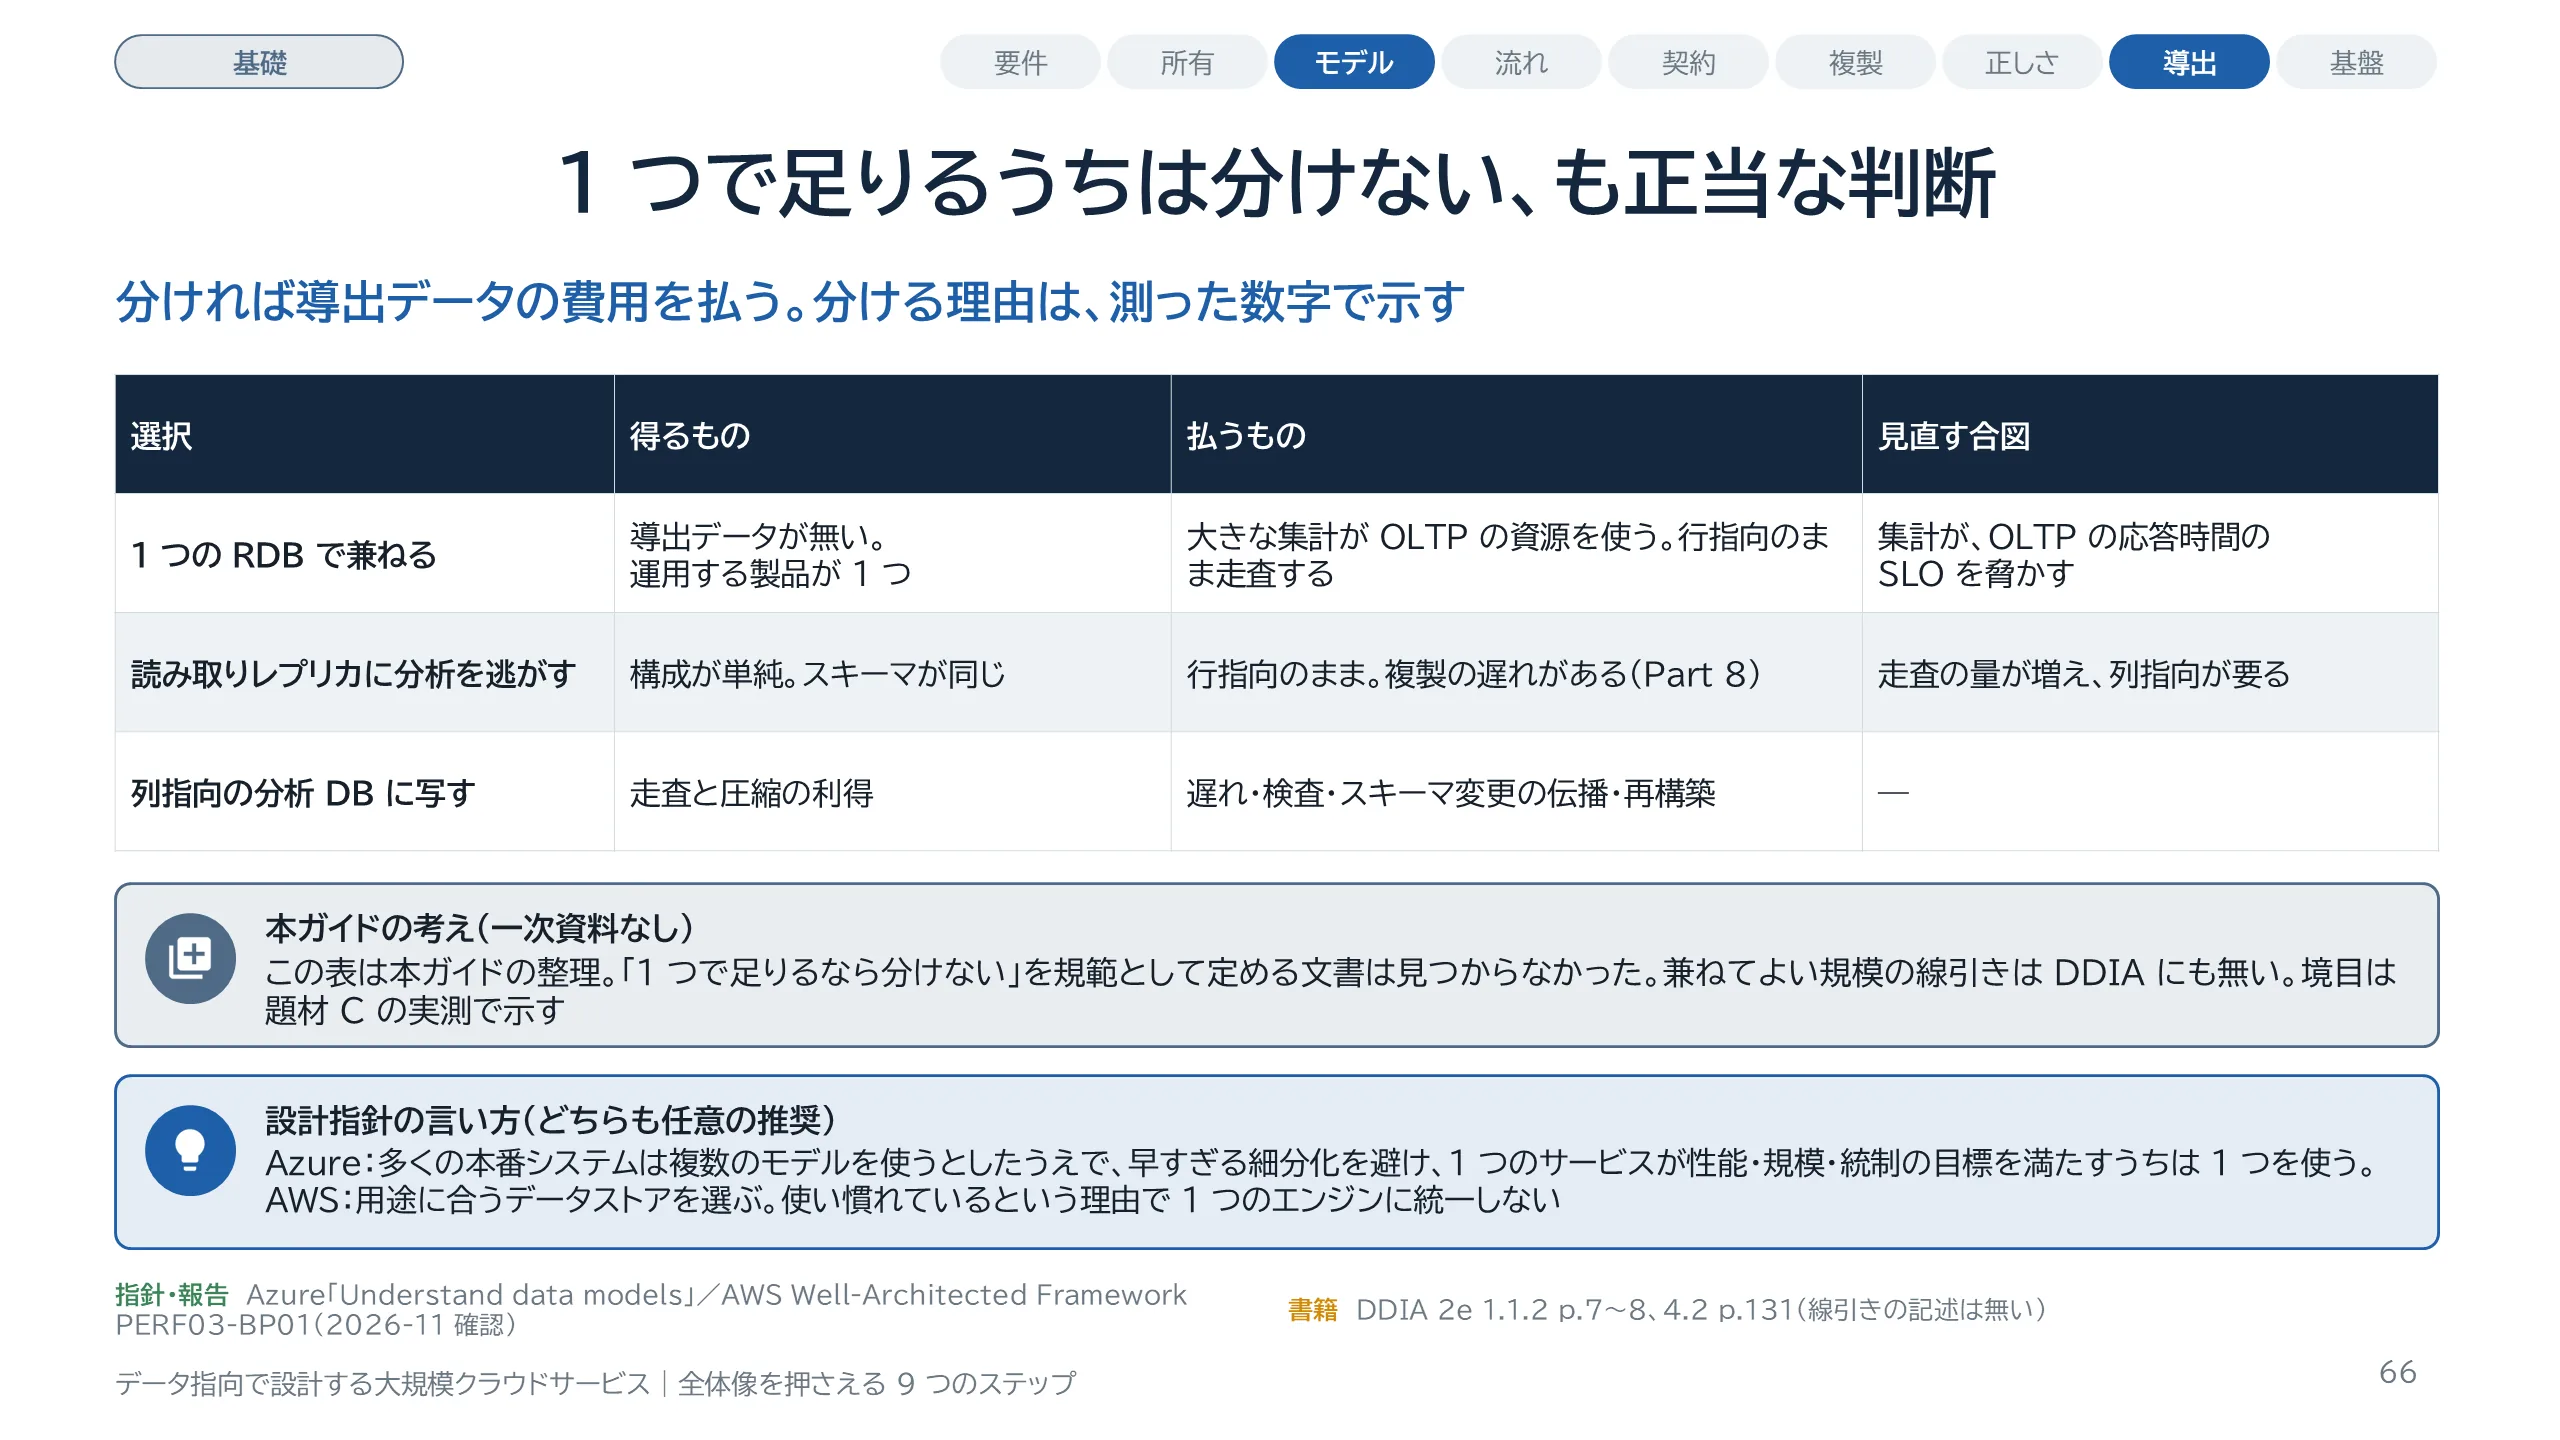 基礎
要件
所有
モデル
流れ
契約
複製
正しさ
導出
基盤
1 つで足りるうちは分けない、も正当な判断
分ければ導出データの費用を払う。分ける理由は、測った数字で示す
選択
得るもの
払うもの
見直す合図
1 つの RDB で兼ねる
導出データが無い。
運用する製品が 1 つ
大きな集計が OLTP の資源を使う。行指向のま
ま走査する
集計が、OLTP の応答時間の
SLO を脅かす
読み取りレプリカに分析を逃がす
構成が単純。スキーマが同じ
行指向のまま。複製の遅れがある(Part 8)
走査の量が増え、列指向が要る
列指向の分析 DB に写す
走査と圧縮の利得
遅れ・検査・スキーマ変更の伝播・再構築
—
本ガイドの考え(一次資料なし)
この表は本ガイドの整理。「1 つで足りるなら分けない」を規範として定める文書は見つからなかった。兼ねてよい規模の線引きは DDIA にも無い。境目は
題材 C の実測で示す
設計指針の言い方(どちらも任意の推奨)
Azure:多くの本番システムは複数のモデルを使うとしたうえで、早すぎる細分化を避け、1 つのサービスが性能・規模・統制の目標を満たすうちは 1 つを使う。
AWS:用途に合うデータストアを選ぶ。使い慣れているという理由で 1 つのエンジンに統一しない
指針・報告 Azure「Understand data models」/AWS Well-Architected Framework
PERF03-BP01(2026-11 確認)
書籍 DDIA 2e 1.1.2 p.7〜8、4.2 p.131(線引きの記述は無い)
データ指向で設計する大規模クラウドサービス|全体像を押さえる 9 つのステップ
66